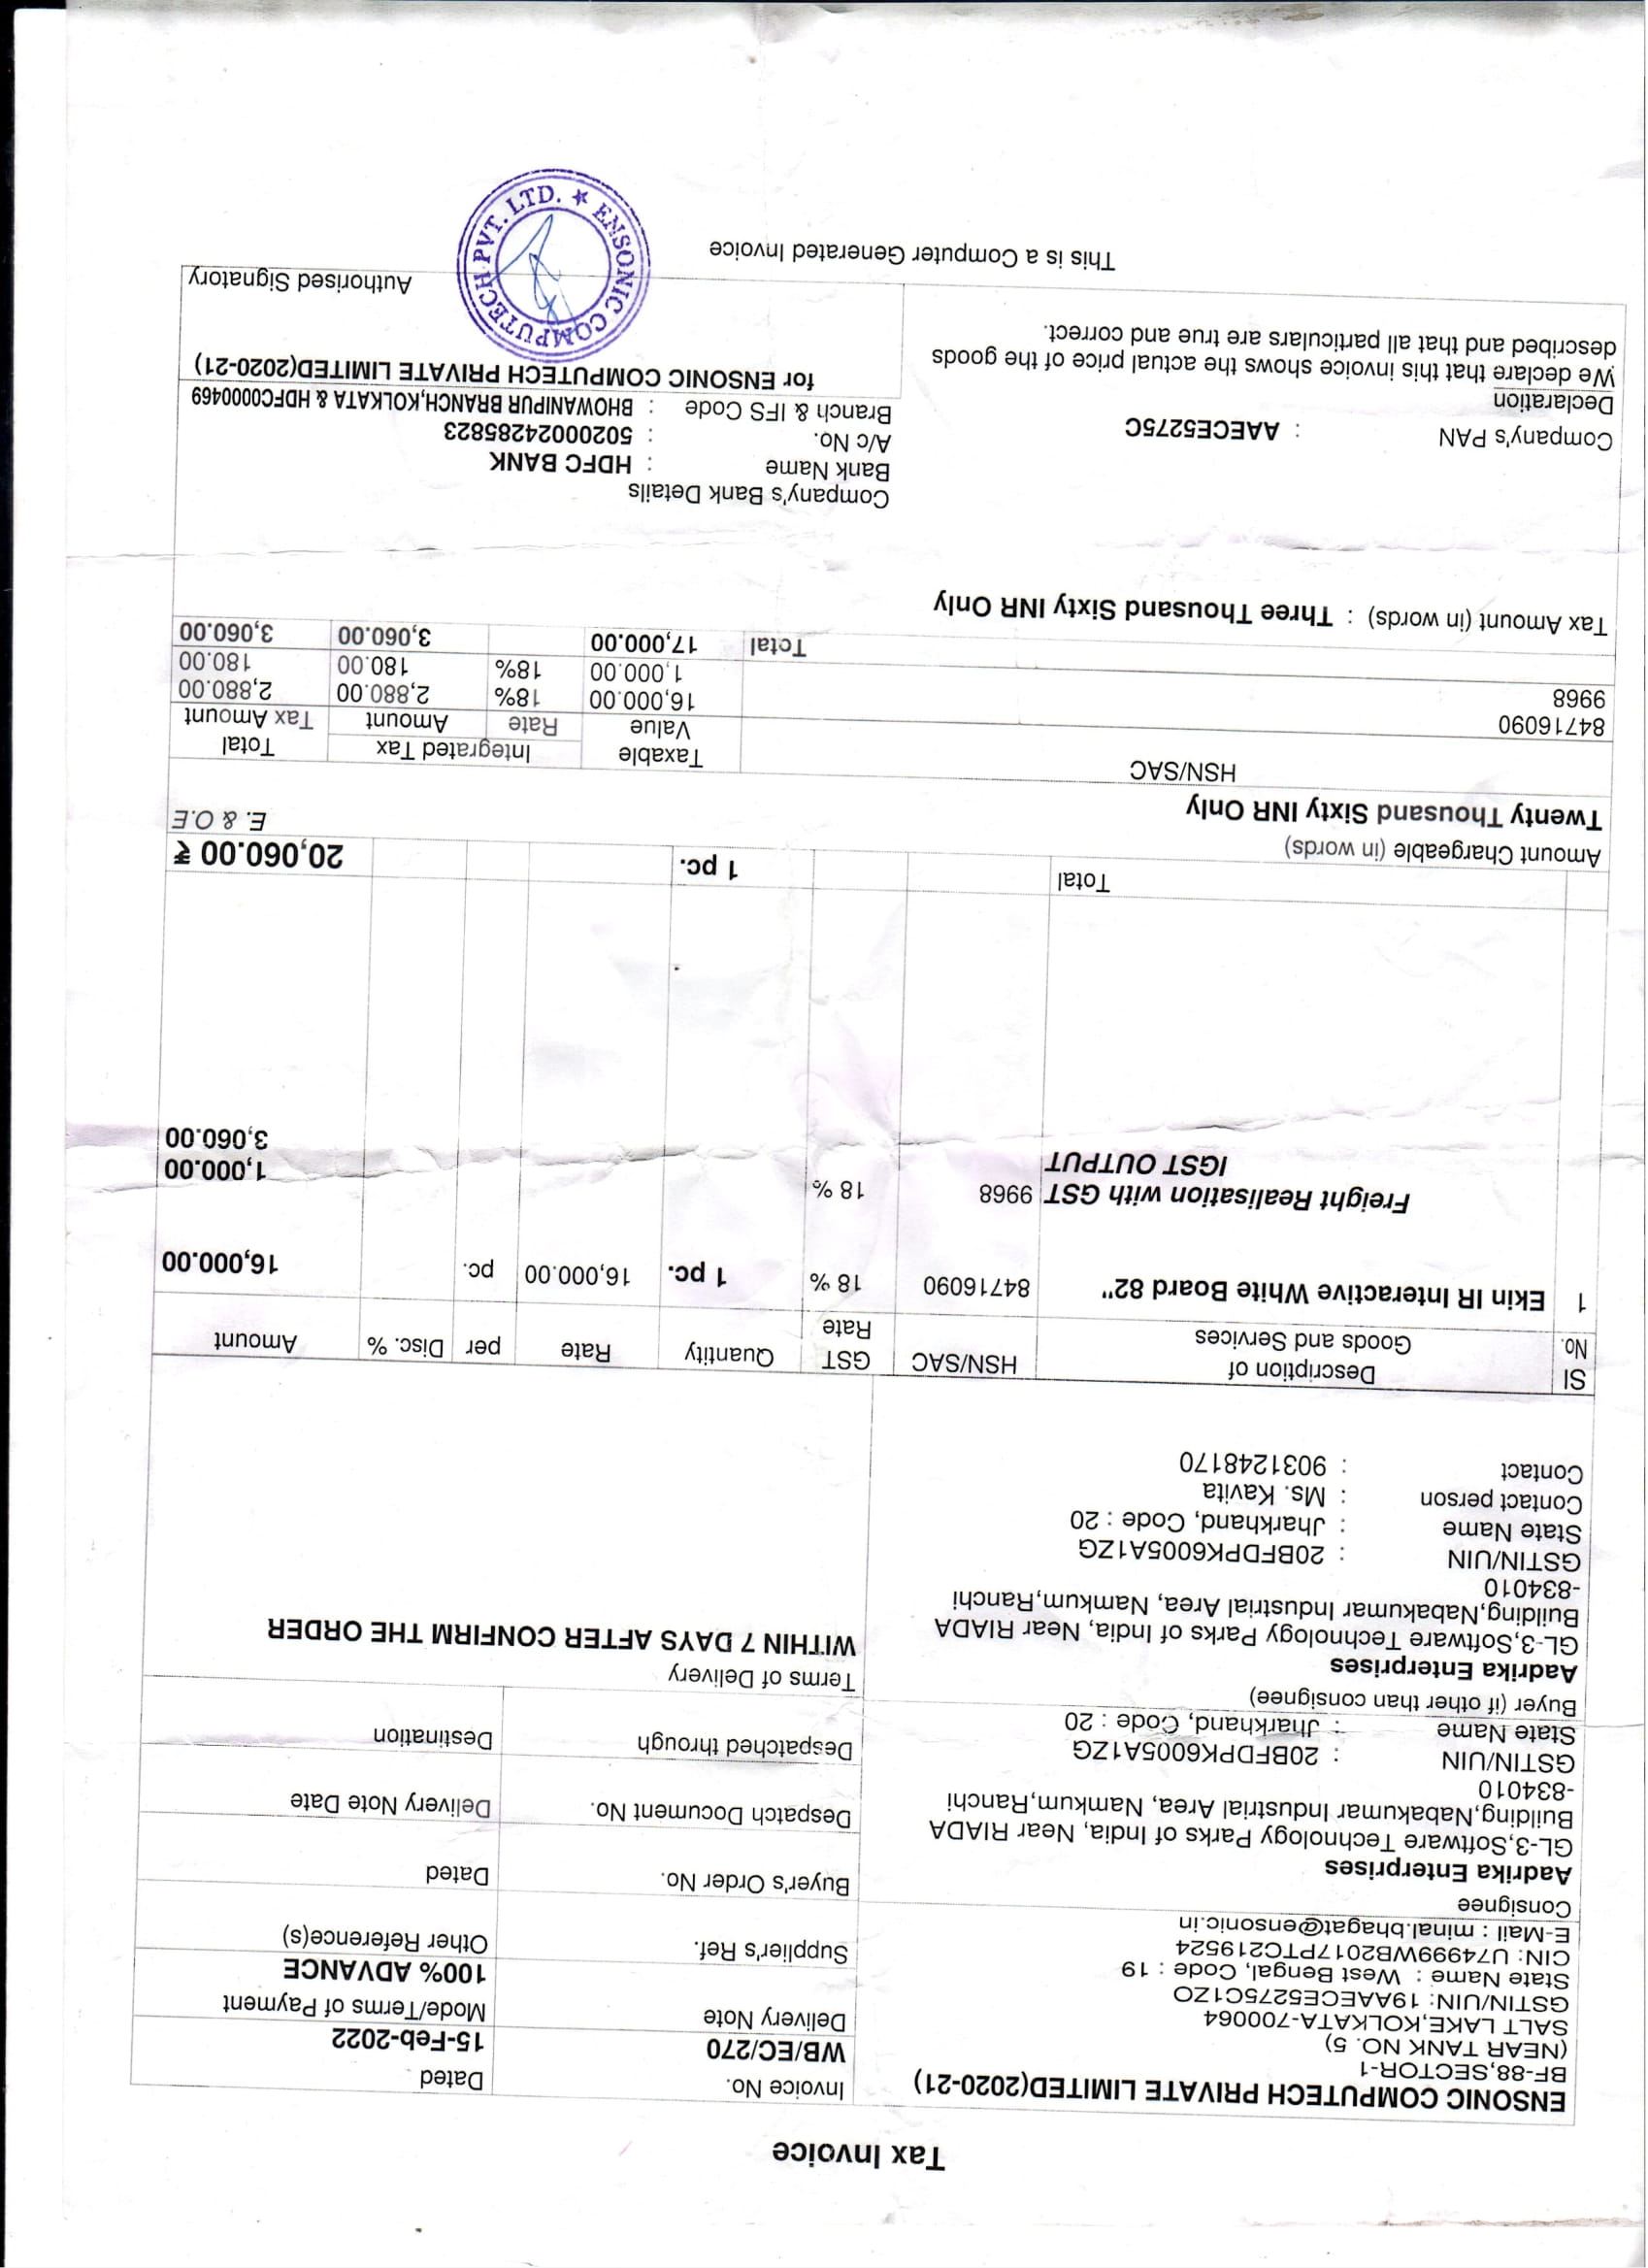 Tax Invoice
ENSONIC COMPUTECH PRIVATE LIMITED(2020-21)
BF-88,SECTOR-1
(NEAR TANK NO. 5)
SALT LAKE,KOLKATA-700064
GSTIN/UIN: 19AAECE5275C1ZO
State Name : West Bengal, Code : 19
CIN: U74999WB2017PTC219524
E-Mail : minal.bhagat@ensonic.in
Invoice No.
WB/EC/270
Dated
15-Feb-2022
Delivery Note
Mode/Terms of Payment
100% ADVANCE
Supplier's Ref.
Other Reference(s)
Consignee
Aadrika Enterprises
GL-3,Software Technology Parks of India, Near RIADA
Building,Nabakumar Industrial Area, Namkum,Ranchi
-834010
GSTIN/UIN : 20BFDPK6005A1ZG
State Name : Jharkhand, Code : 20
Buyer's Order No.
Dated
Despatch Document No.
Delivery Note Date
Despatched through
Destination
Buyer (if other than consignee)
Aadrika Enterprises
GL-3,Software Technology Parks of India, Near RIADA
Building,Nabakumar Industrial Area, Namkum,Ranchi
-834010
GSTIN/UIN : 20BFDPK6005A1ZG
State Name : Jharkhand, Code : 20
Contact person : Ms. Kavita
Contact : 9031248170
Terms of Delivery
WITHIN 7 DAYS AFTER CONFIRM THE ORDER
Sl No. Description of Goods and Services HSN/SAC GST Rate Quantity Rate per Disc. % Amount
1 Ekin IR Interactive White Board 82" 84716090 18 % 1 pc. 16,000.00 pc. 16,000.00
Freight Realisation with GST 9968 18 % 1,000.00
IGST OUTPUT 3,060.00
Total 1 pc. 20,060.00 ₹
Amount Chargeable (in words) E. & O.E
Twenty Thousand Sixty INR Only
HSN/SAC Taxable Value Integrated Tax Rate Amount Total Tax Amount
84716090 16,000.00 18% 2,880.00 2,880.00
9968 1,000.00 18% 180.00 180.00
Total 17,000.00 3,060.00 3,060.00
Tax Amount (in words) : Three Thousand Sixty INR Only
Company's Bank Details
Bank Name : HDFC BANK
A/c No. : 50200024285823
Branch & IFS Code : BHOWANIPUR BRANCH,KOLKATA & HDFC0000469
Company's PAN : AAECE5275C
Declaration
We declare that this invoice shows the actual price of the goods
described and that all particulars are true and correct.
for ENSONIC COMPUTECH PRIVATE LIMITED(2020-21)
ENSONIC COMPUTECH PVT. LTD.
Authorised Signatory
This is a Computer Generated Invoice